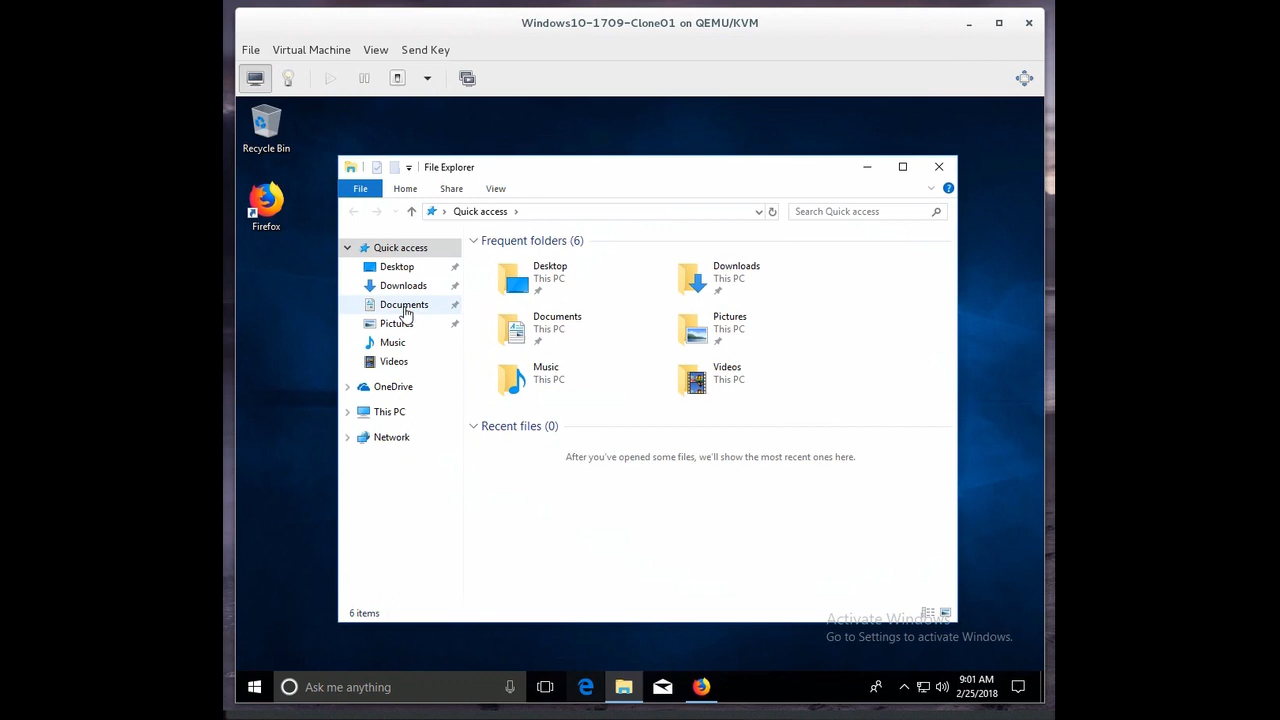 Windows10-1709-Clone01 on QEMU/KVM
File Virtual Machine View Send Key
Recycle Bin
Firefox
File Explorer
File Home Share View
Quick access
Search Quick access
Quick access
Desktop
Downloads
Documents
Pictures
Music
Videos
OneDrive
This PC
Network
Frequent folders (6)
Desktop
This PC
Downloads
This PC
Documents
This PC
Pictures
This PC
Music
This PC
Videos
This PC
Recent files (0)
After you've opened some files, we'll show the most recent ones here.
6 items
Activate Windows
Go to Settings to activate Windows.
Ask me anything
9:01 AM
2/25/2018